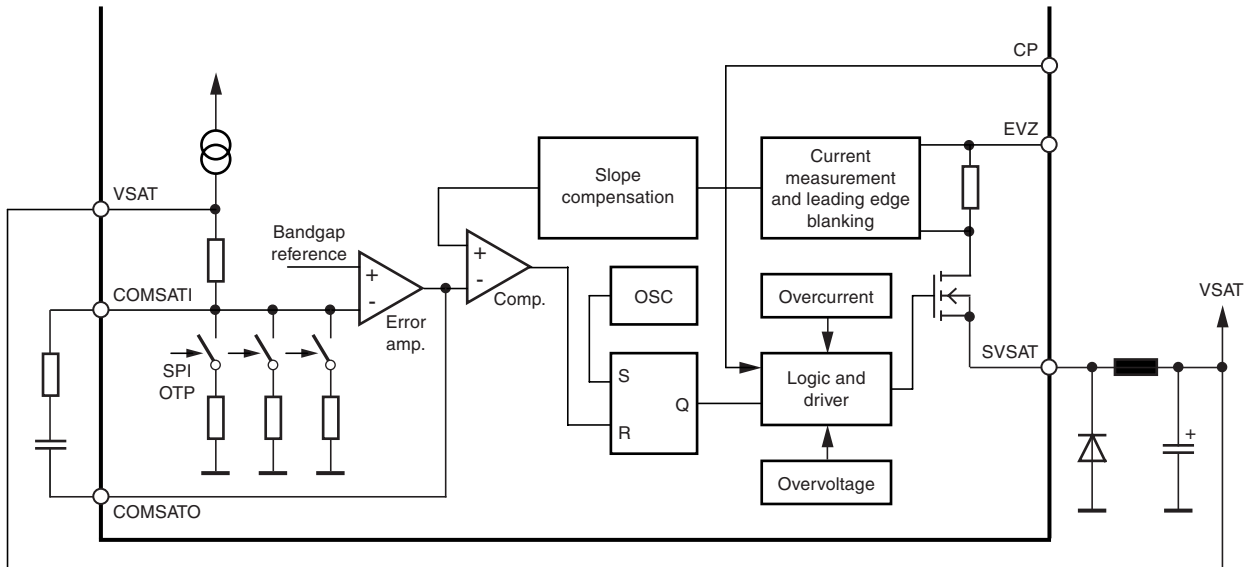 CP
EVZ
Slope
compensation
Current
measurement
and leading edge
blanking
VSAT
Bandgap
reference
+
-
+
-
Comp.
Error
amp.
COMSATI
OSC
Overcurrent
VSAT
SPI
OTP
S
R
Q
Logic and
driver
SVSAT
+
Overvoltage
COMSATO